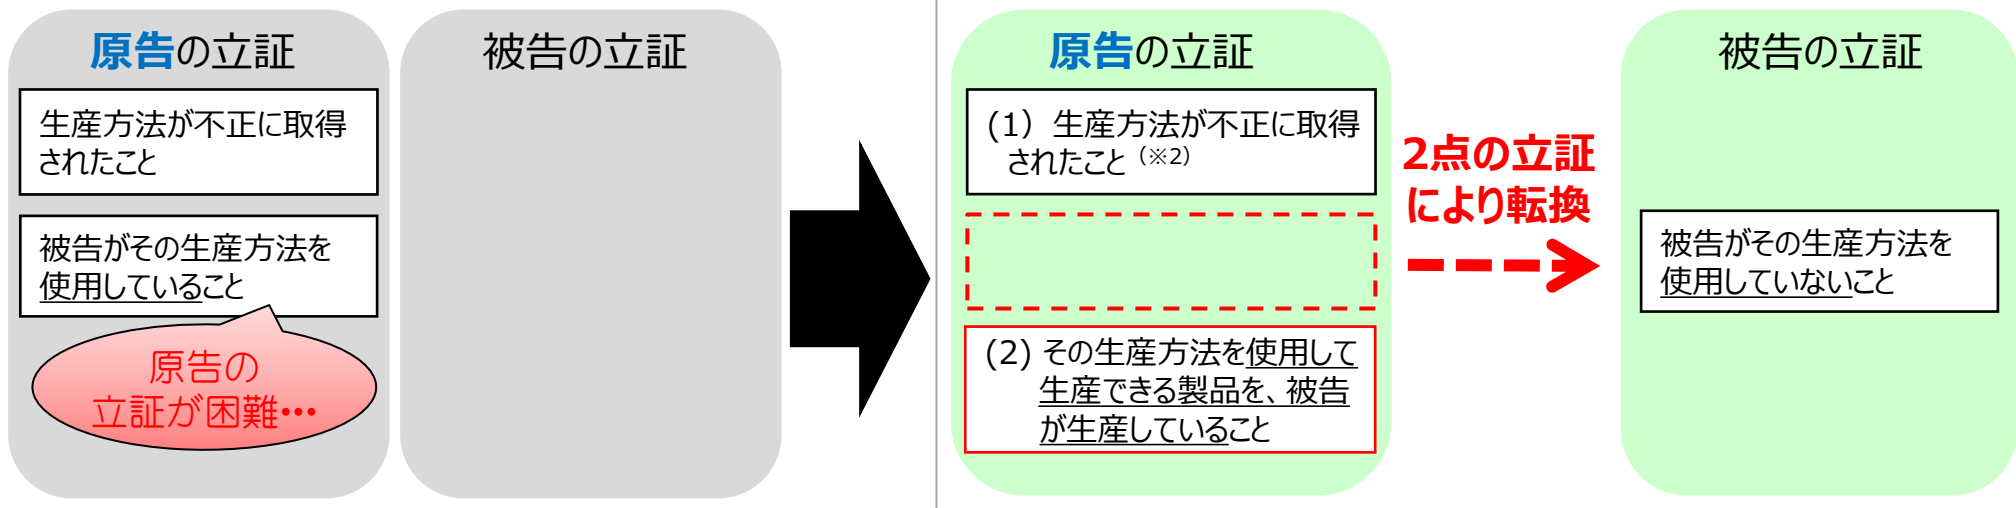 原告の立証
生産方法が不正に取得
されたこと
被告がその生産方法を
使用していること
原告の
立証が困難…
被告の立証
原告の立証
(1）生産方法が不正に取得
されたこと（※2）
(2) その生産方法を使用して
生産できる製品を、被告
が生産していること
2点の立証
により転換
被告の立証
被告がその生産方法を
使用していないこと